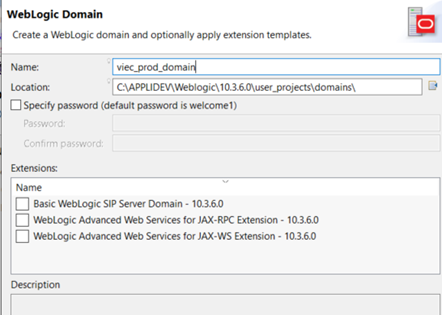 WebLogic Domain
Create a WebLogic domain and optionally apply extension templates.
Name: viec_prod_domain
Location: C:\APPLIDEV\Weblogic\10.3.6.0\user_projects\domains\
Specify password (default password is welcome1)
Password:
Confirm password:
Extensions:
Name
Basic WebLogic SIP Server Domain - 10.3.6.0
WebLogic Advanced Web Services for JAX-RPC Extension - 10.3.6.0
WebLogic Advanced Web Services for JAX-WS Extension - 10.3.6.0
Description